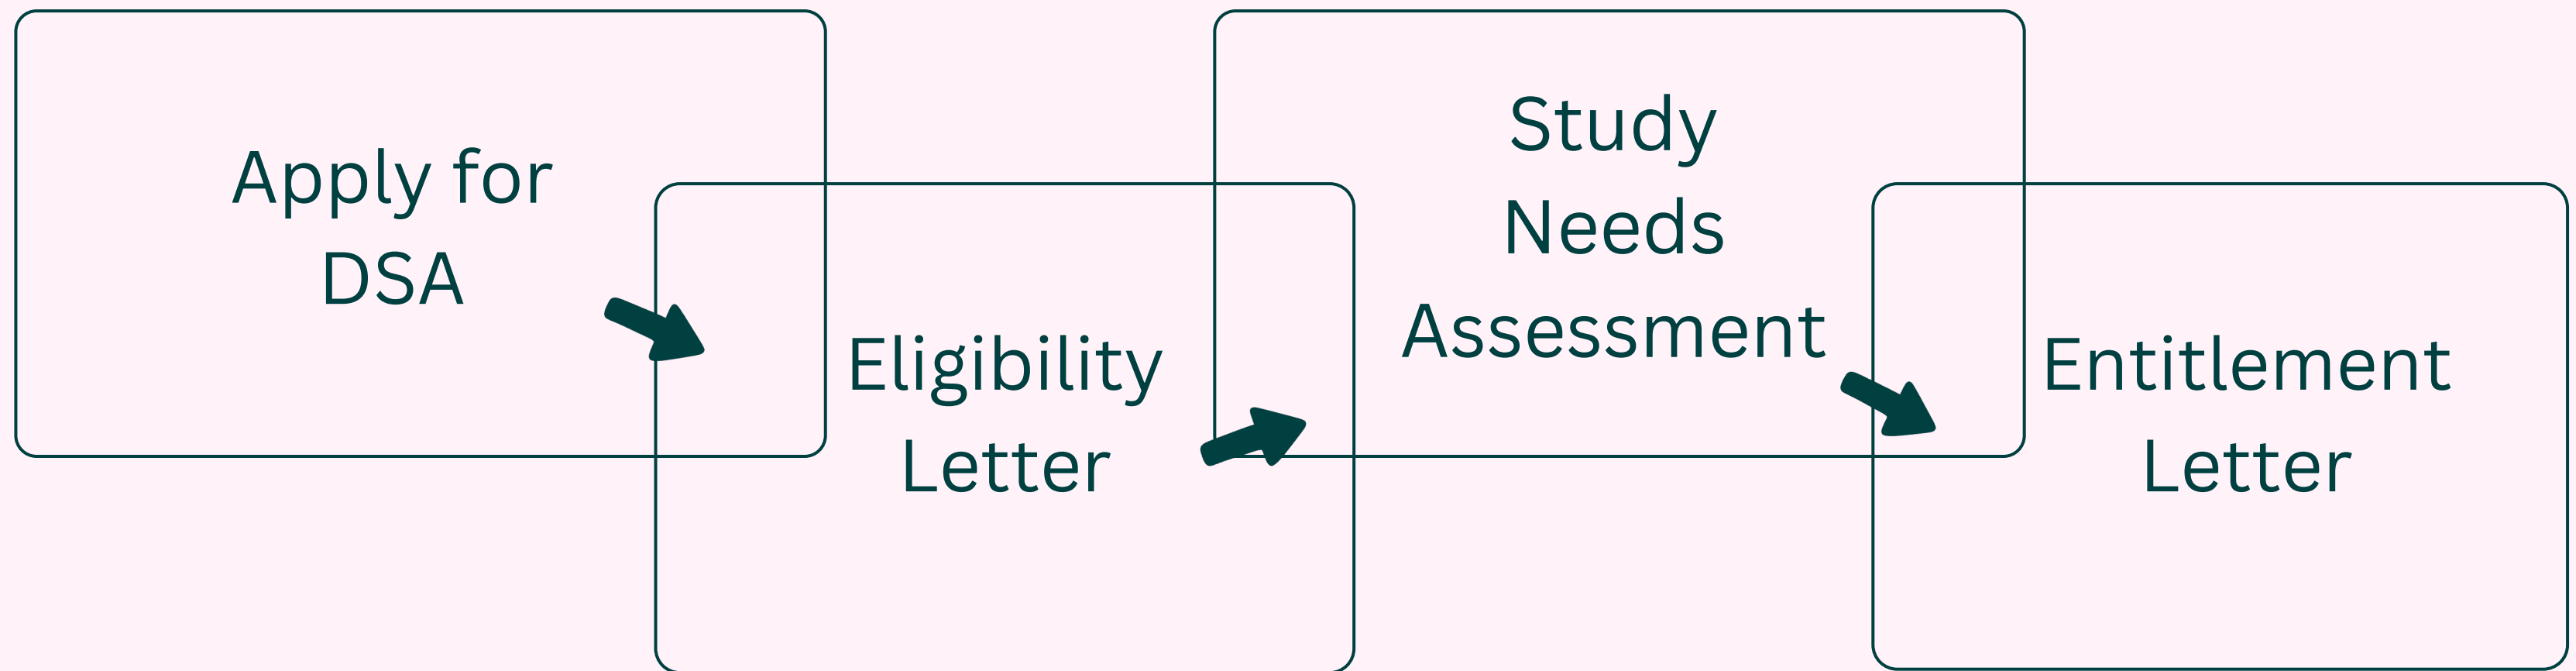 Apply for
DSA
Eligibility
Letter
Study
Needs
Assessment
Entitlement
Letter